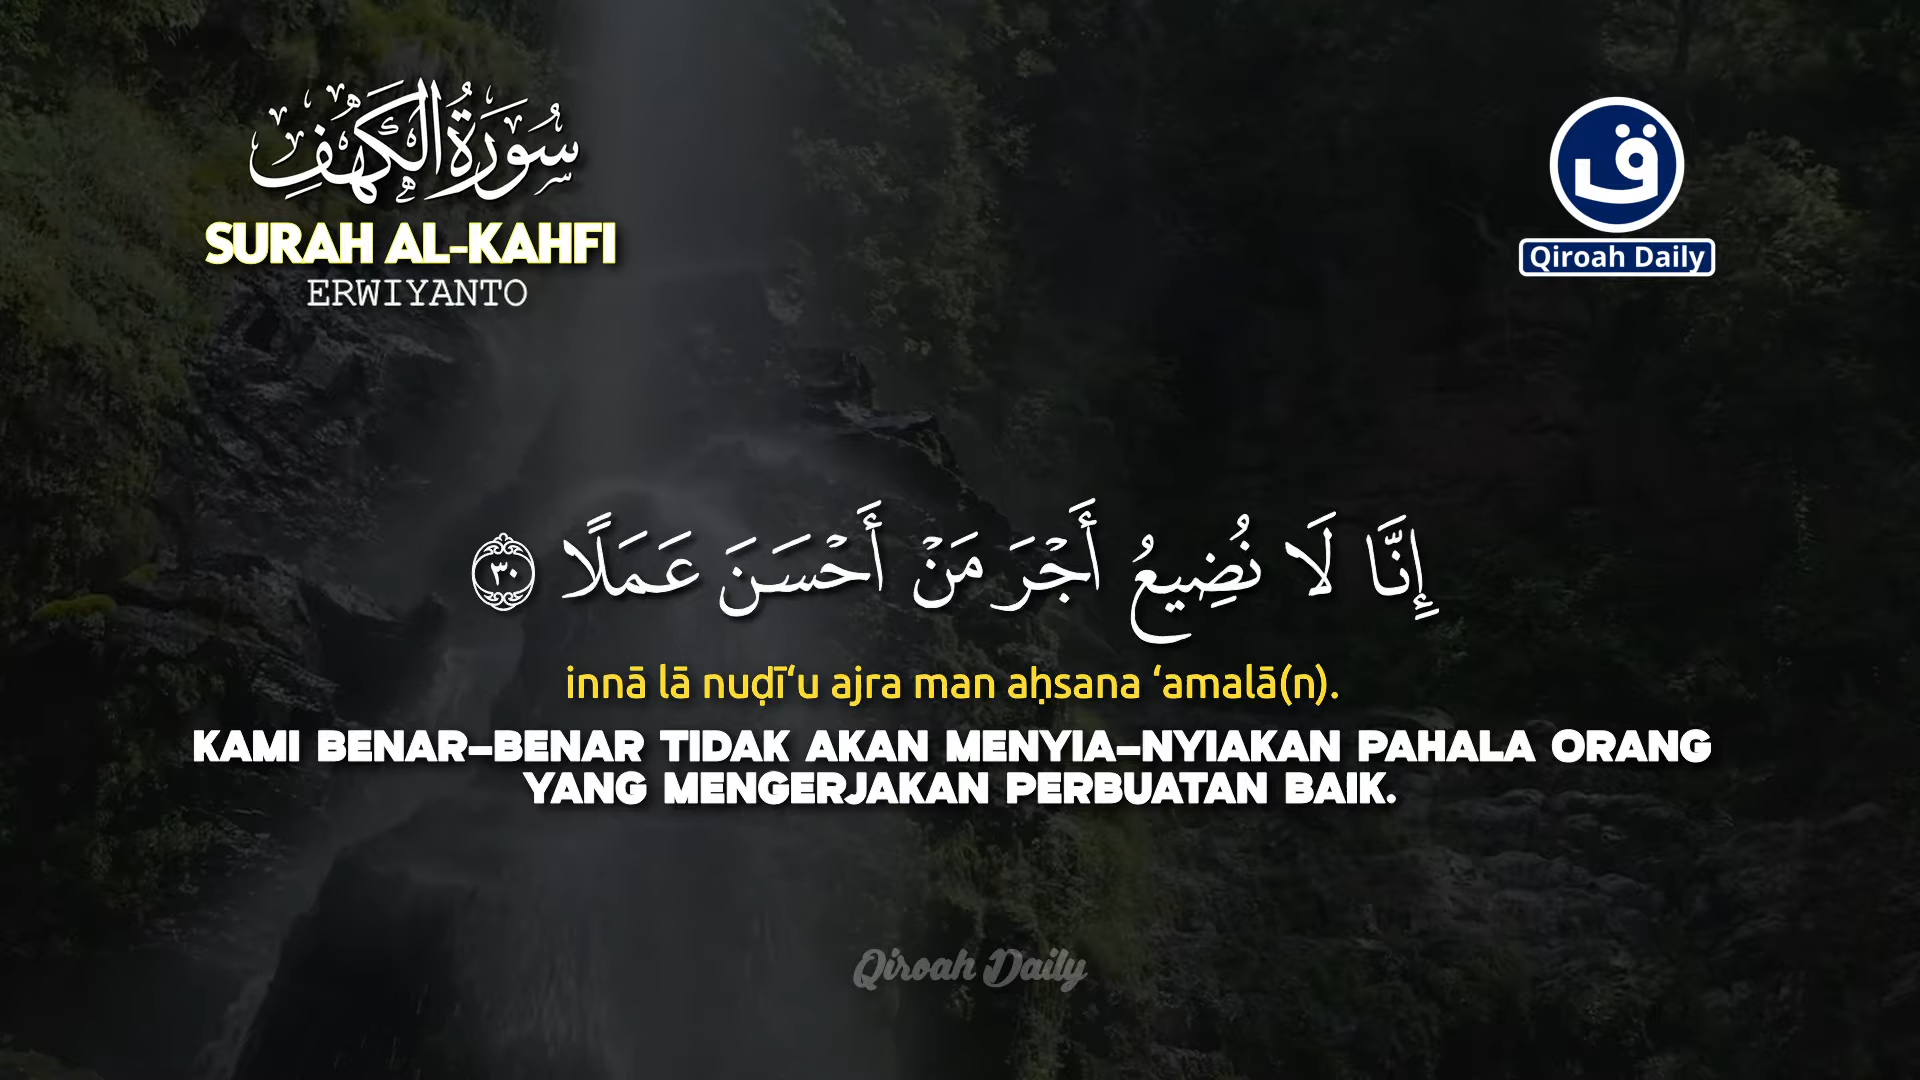 سُورَةُ الْكَهْفِ
SURAH AL-KAHFI
ERWIYANTO
ق
Qiroah Daily
إِنَّا لَا نُضِيعُ أَجْرَ مَنْ أَحْسَنَ عَمَلًا ٣٠
innā lā nuḍī‘u ajra man aḥsana ‘amalā(n).
KAMI BENAR-BENAR TIDAK AKAN MENYIA-NYIAKAN PAHALA ORANG
YANG MENGERJAKAN PERBUATAN BAIK.
Qiroah Daily